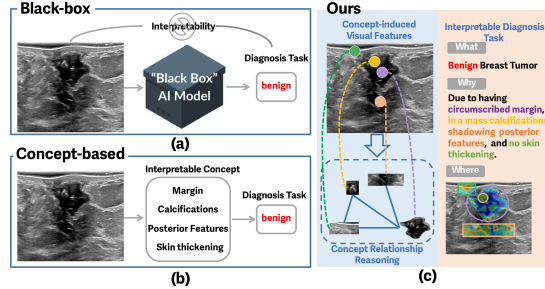 Black-box
Interpretability
Diagnosis Task
"Black Box"
AI Model
benign
(a)
Concept-based
Interpretable Concept
Diagnosis Task
Margin
Calcifications
Posterior Features
Skin thickening
benign
(b)
Ours
Concept-induced
Visual Features
Concept Relationship
Reasoning
Interpretable Diagnosis
Task
What
Benign Breast Tumor
Why
Due to having
circumscribed margin,
in a mass calcifications
shadowing posterior
features, and no skin
thickening.
Where
(c)